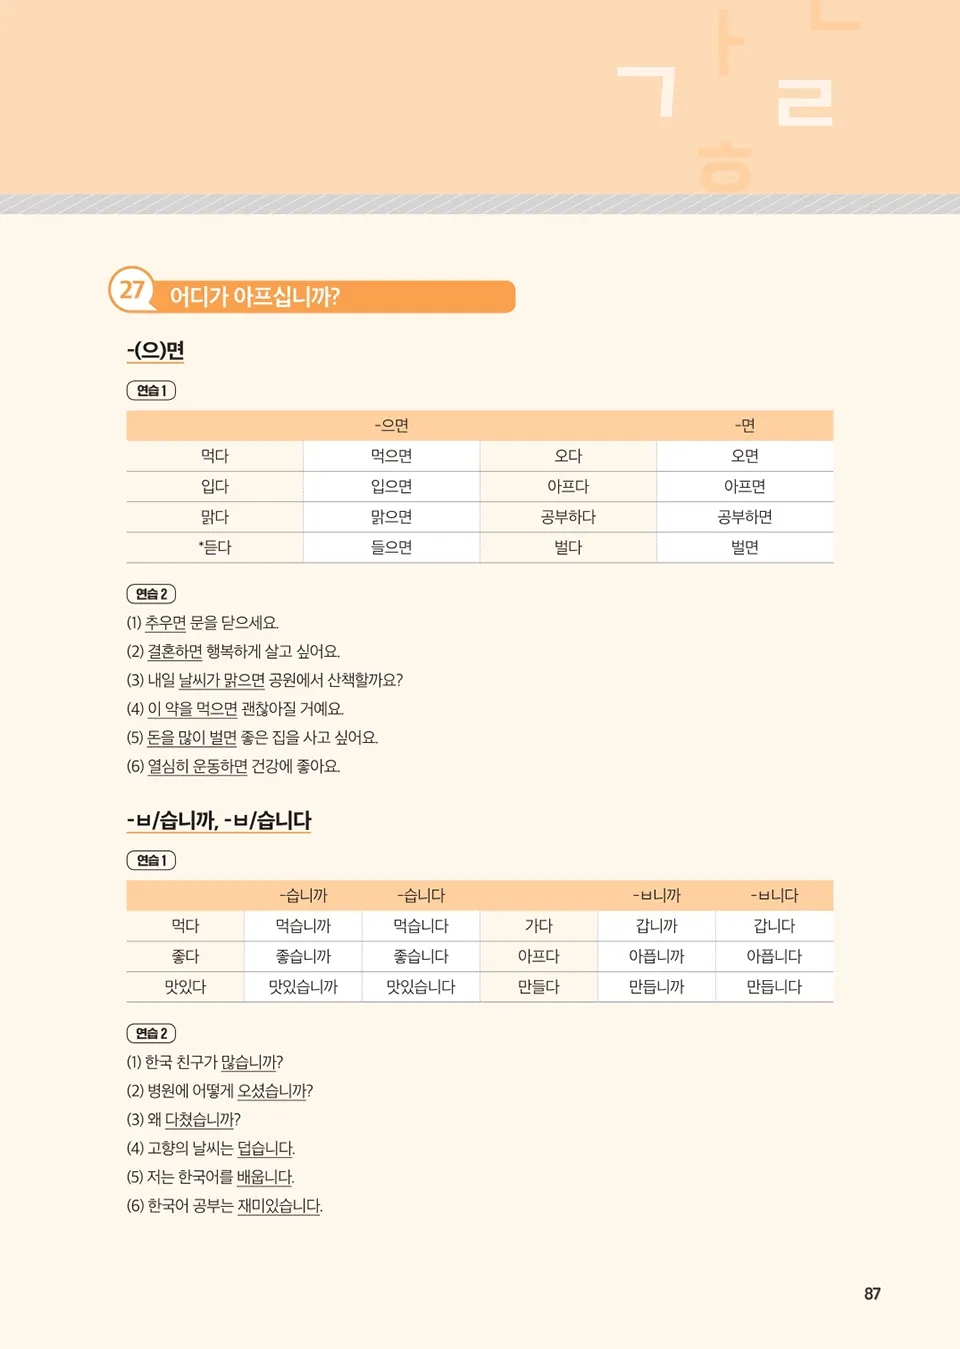 ㄱ ㅏ ㄴ ㄹ ㅎ
27 어디가 아프십니까?
-(으)면
연습 1
-으면 -면
먹다 먹으면 오다 오면
입다 입으면 아프다 아프면
맑다 맑으면 공부하다 공부하면
*듣다 들으면 벌다 벌면
연습 2
(1) 추우면 문을 닫으세요.
(2) 결혼하면 행복하게 살고 싶어요.
(3) 내일 날씨가 맑으면 공원에서 산책할까요?
(4) 이 약을 먹으면 괜찮아질 거예요.
(5) 돈을 많이 벌면 좋은 집을 사고 싶어요.
(6) 열심히 운동하면 건강에 좋아요.
-ㅂ/습니까, -ㅂ/습니다
연습 1
-습니까 -습니다 -ㅂ니까 -ㅂ니다
먹다 먹습니까 먹습니다 가다 갑니까 갑니다
좋다 좋습니까 좋습니다 아프다 아픕니까 아픕니다
맛있다 맛있습니까 맛있습니다 만들다 만듭니까 만듭니다
연습 2
(1) 한국 친구가 많습니까?
(2) 병원에 어떻게 오셨습니까?
(3) 왜 다쳤습니까?
(4) 고향의 날씨는 덥습니다.
(5) 저는 한국어를 배웁니다.
(6) 한국어 공부는 재미있습니다.
87